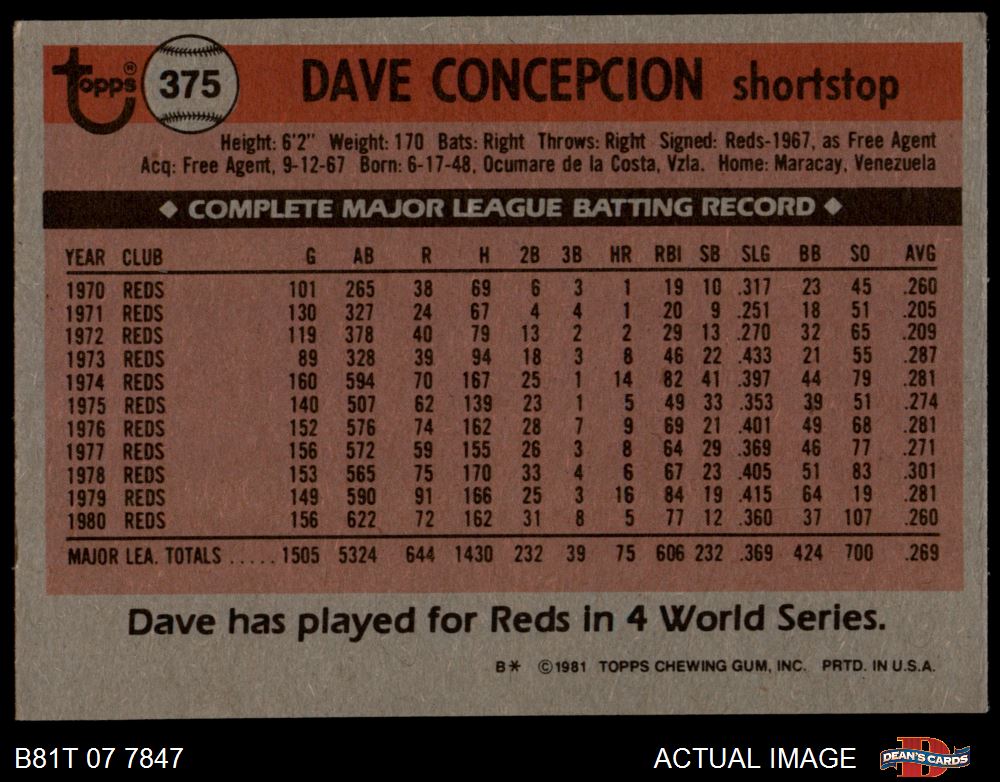 Topps® 375 DAVE CONCEPCION shortstop
Height: 6'2" Weight: 170 Bats: Right Throws: Right Signed: Reds-1967, as Free Agent
Acq: Free Agent, 9-12-67 Born: 6-17-48, Ocumare de la Costa, Vzla. Home: Maracay, Venezuela
◆ COMPLETE MAJOR LEAGUE BATTING RECORD ◆
YEAR CLUB G AB R H 2B 3B HR RBI SB SLG BB SO AVG
1970 REDS 101 265 38 69 6 3 1 19 10 .317 23 45 .260
1971 REDS 130 327 24 67 4 4 1 20 9 .251 18 51 .205
1972 REDS 119 378 40 79 13 2 2 29 13 .270 32 65 .209
1973 REDS 89 328 39 94 18 3 8 46 22 .433 21 55 .287
1974 REDS 160 594 70 167 25 1 14 82 41 .397 44 79 .281
1975 REDS 140 507 62 139 23 1 5 49 33 .353 39 51 .274
1976 REDS 152 576 74 162 28 7 9 69 21 .401 49 68 .281
1977 REDS 156 572 59 155 26 3 8 64 29 .369 46 77 .271
1978 REDS 153 565 75 170 33 4 6 67 23 .405 51 83 .301
1979 REDS 149 590 91 166 25 3 16 84 19 .415 64 19 .281
1980 REDS 156 622 72 162 31 8 5 77 12 .360 37 107 .260
MAJOR LEA. TOTALS ..... 1505 5324 644 1430 232 39 75 606 232 .369 424 700 .269
Dave has played for Reds in 4 World Series.
B* ©1981 TOPPS CHEWING GUM, INC. PRTD. IN U.S.A.
B81T 07 7847 ACTUAL IMAGE DEAN'S CARDS